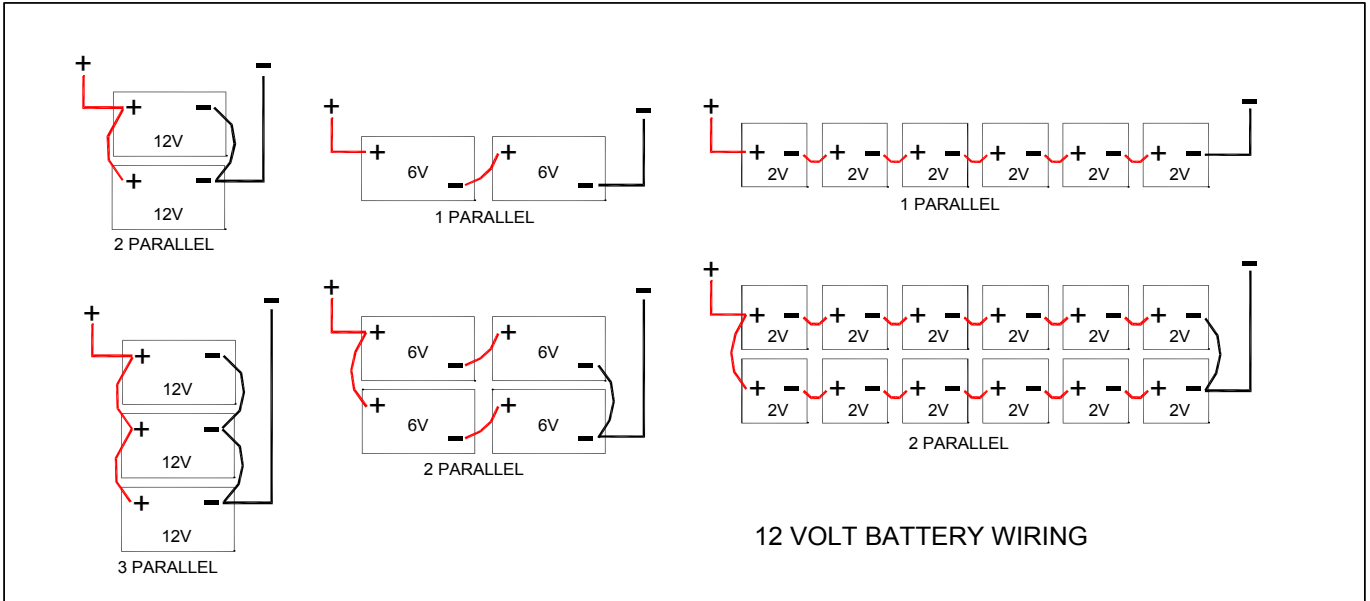 + -
+ -
12V
+ -
12V
2 PARALLEL
+ -
+ +
6V 6V
- -
1 PARALLEL
+ -
+ - + - + - + - + - + -
2V 2V 2V 2V 2V 2V
1 PARALLEL
+ -
+ -
12V
+ -
12V
+ -
12V
3 PARALLEL
+ -
+ +
6V 6V
- -
+ +
6V 6V
- -
2 PARALLEL
+ -
+ - + - + - + - + - + -
2V 2V 2V 2V 2V 2V
+ - + - + - + - + - + -
2V 2V 2V 2V 2V 2V
2 PARALLEL
12 VOLT BATTERY WIRING